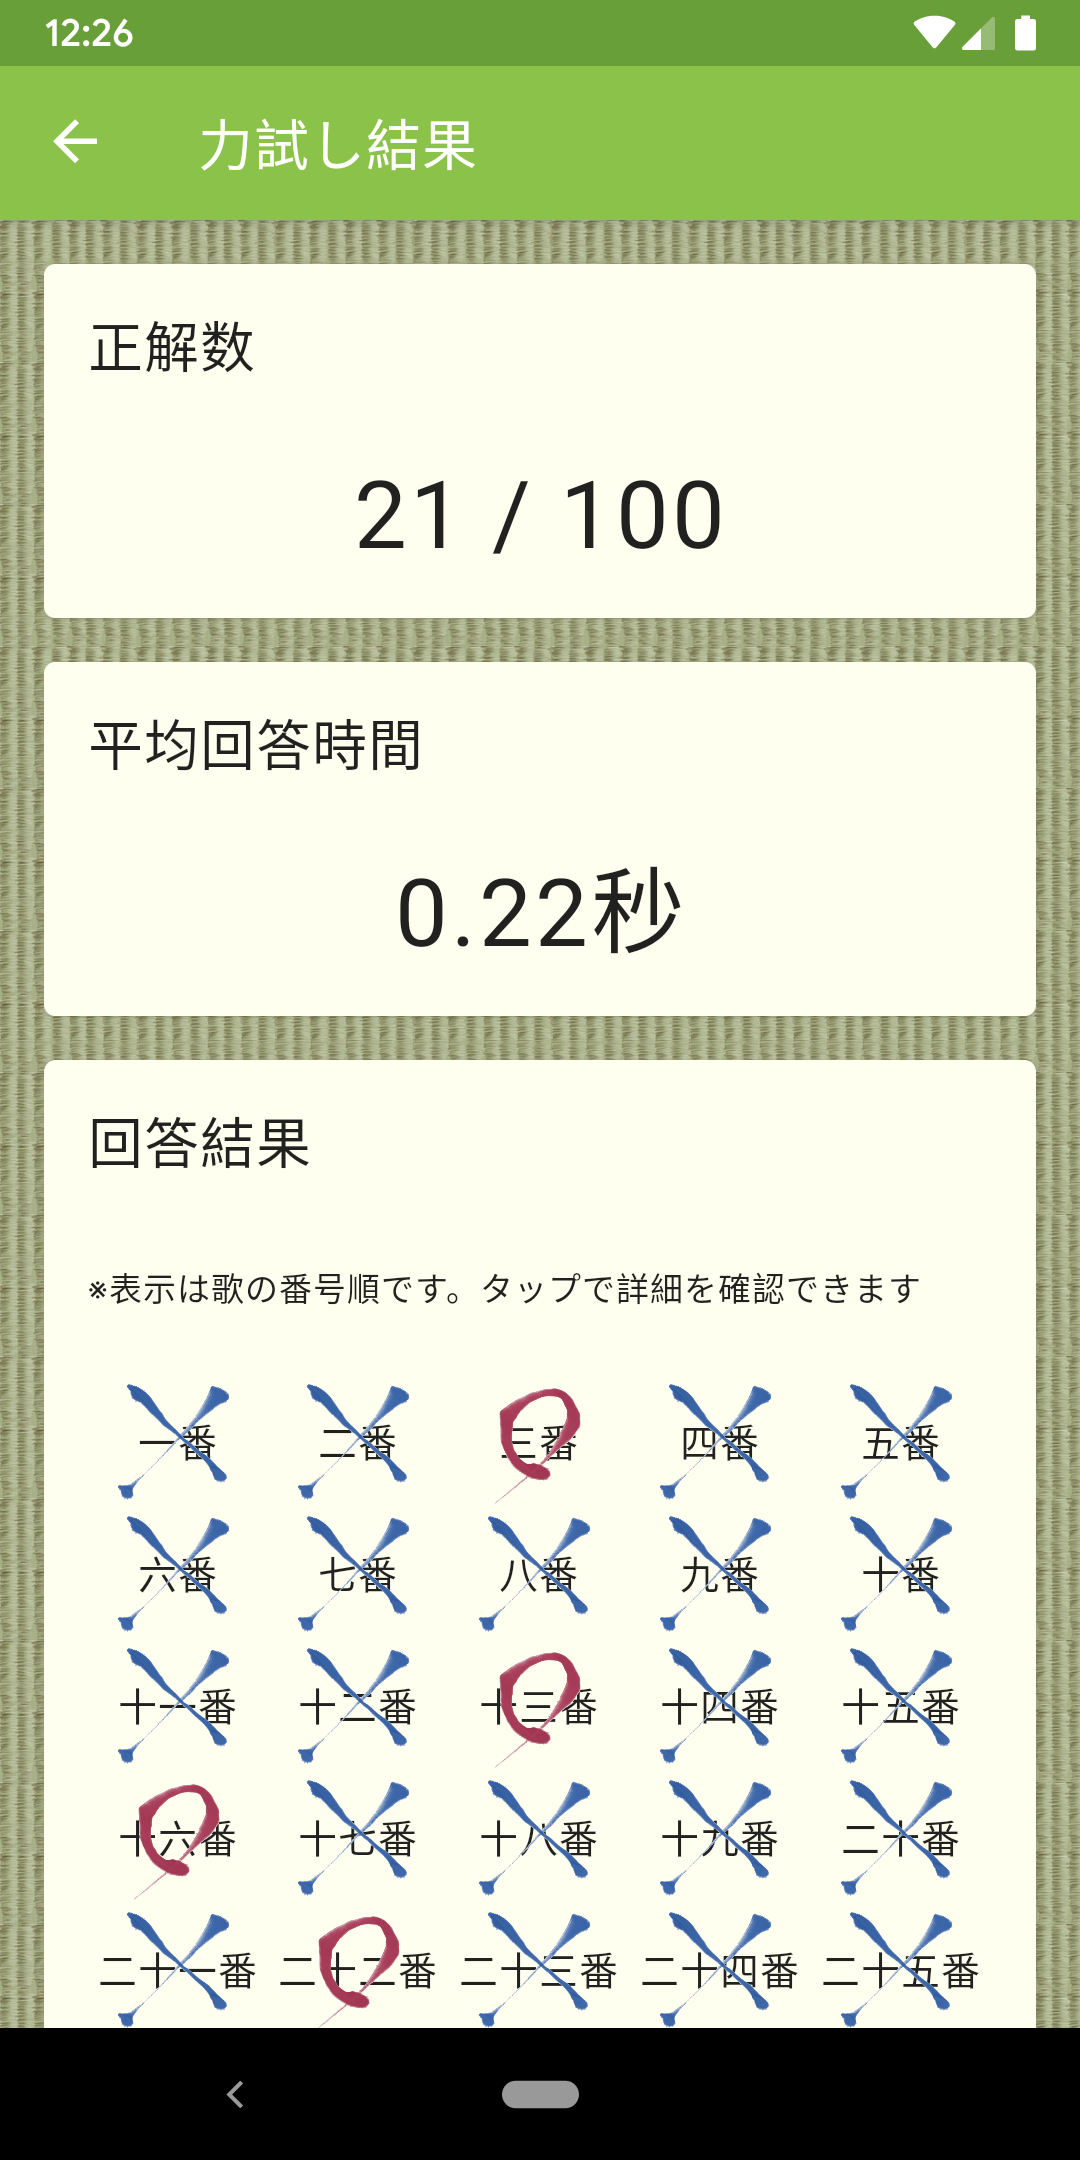 12:26
力試し結果
正解数
21 / 100
平均回答時間
0.22秒
回答結果
※表示は歌の番号順です。タップで詳細を確認できます
一番 二番 三番 四番 五番
六番 七番 八番 九番 十番
十一番 十二番 十三番 十四番 十五番
十六番 十七番 十八番 十九番 二十番
二十一番 二十二番 二十三番 二十四番 二十五番